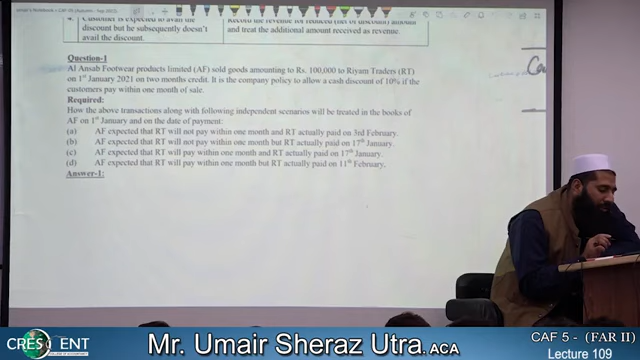 4. Customer is expected to avail the
discount but he subsequently doesn't
avail the discount.
Record the revenue for reduced (net of discount) amount
and treat the additional amount received as revenue.
Question-1
Al Ansab Footwear products limited (AF) sold goods amounting to Rs. 100,000 to Riyam Traders (RT)
on 1st January 2021 on two months credit. It is the company policy to allow a cash discount of 10% if the
customers pay within one month of sale.
Required:
How the above transactions along with following independent scenarios will be treated in the books of
AF on 1st January and on the date of payment:
(a) AF expected that RT will not pay within one month and RT actually paid on 3rd February.
(b) AF expected that RT will not pay within one month but RT actually paid on 17th January.
(c) AF expected that RT will pay within one month and RT actually paid on 17th January.
(d) AF expected that RT will pay within one month but RT actually paid on 11th February.
Answer-1:
CRESCENT
COLLEGE OF ACCOUNTANCY
Mr. Umair Sheraz Utra. ACA
CAF 5 - (FAR II)
Lecture 109